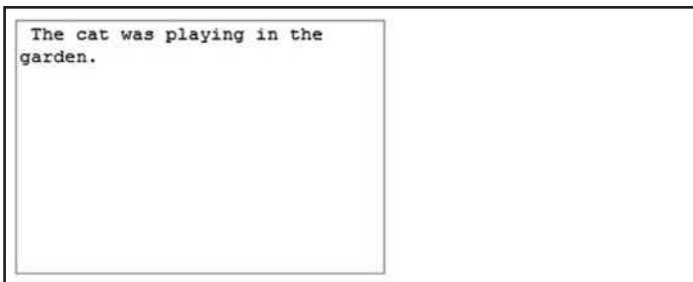 The cat was playing in the
garden.